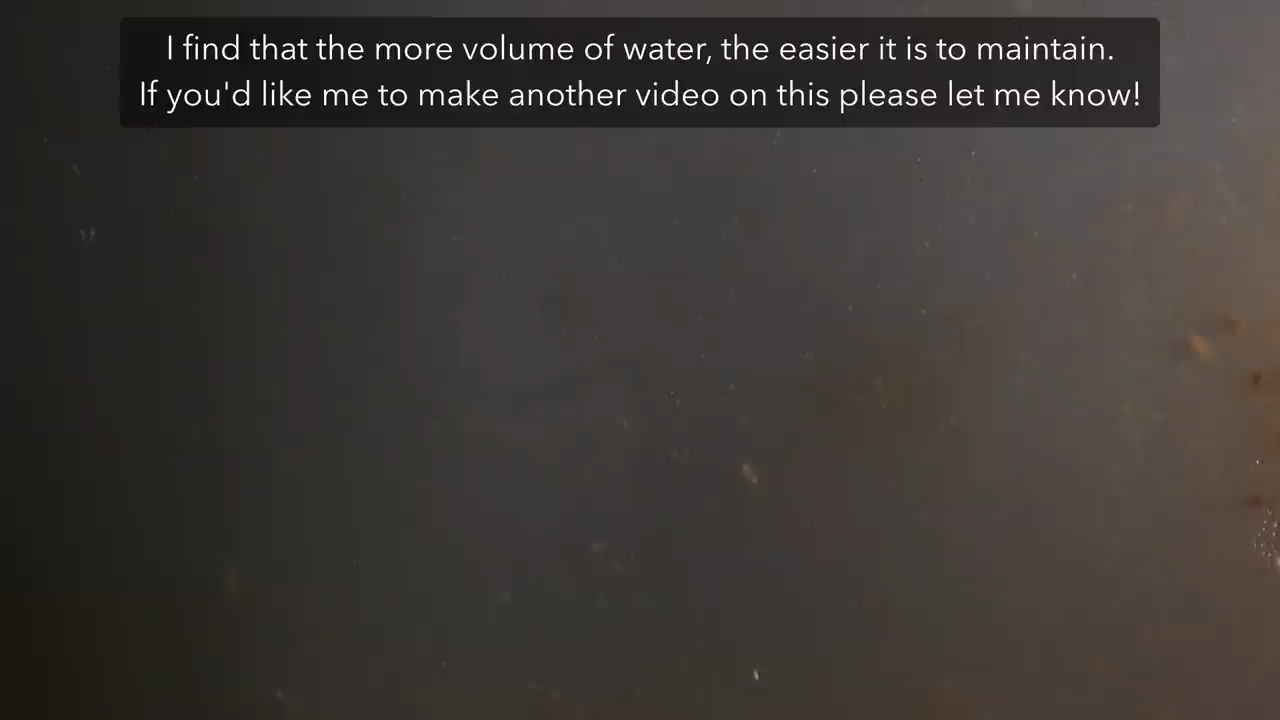 I find that the more volume of water, the easier it is to maintain.
If you'd like me to make another video on this please let me know!